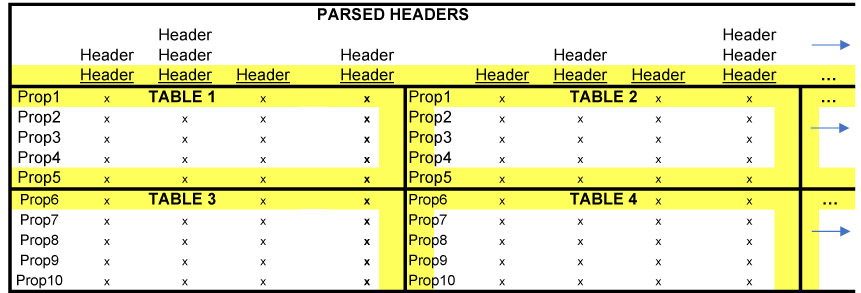 PARSED HEADERS
Header Header
Header Header Header Header Header Header
Header Header Header Header Header Header Header Header ...
Prop1 x TABLE 1 x x Prop1 x TABLE 2 x x ...
Prop2 x x x x Prop2 x x x x
Prop3 x x x x Prop3 x x x x
Prop4 x x x x Prop4 x x x x
Prop5 x x x x Prop5 x x x x
Prop6 x TABLE 3 x x Prop6 x TABLE 4 x x ...
Prop7 x x x x Prop7 x x x x
Prop8 x x x x Prop8 x x x x
Prop9 x x x x Prop9 x x x x
Prop10 x x x x Prop10 x x x x